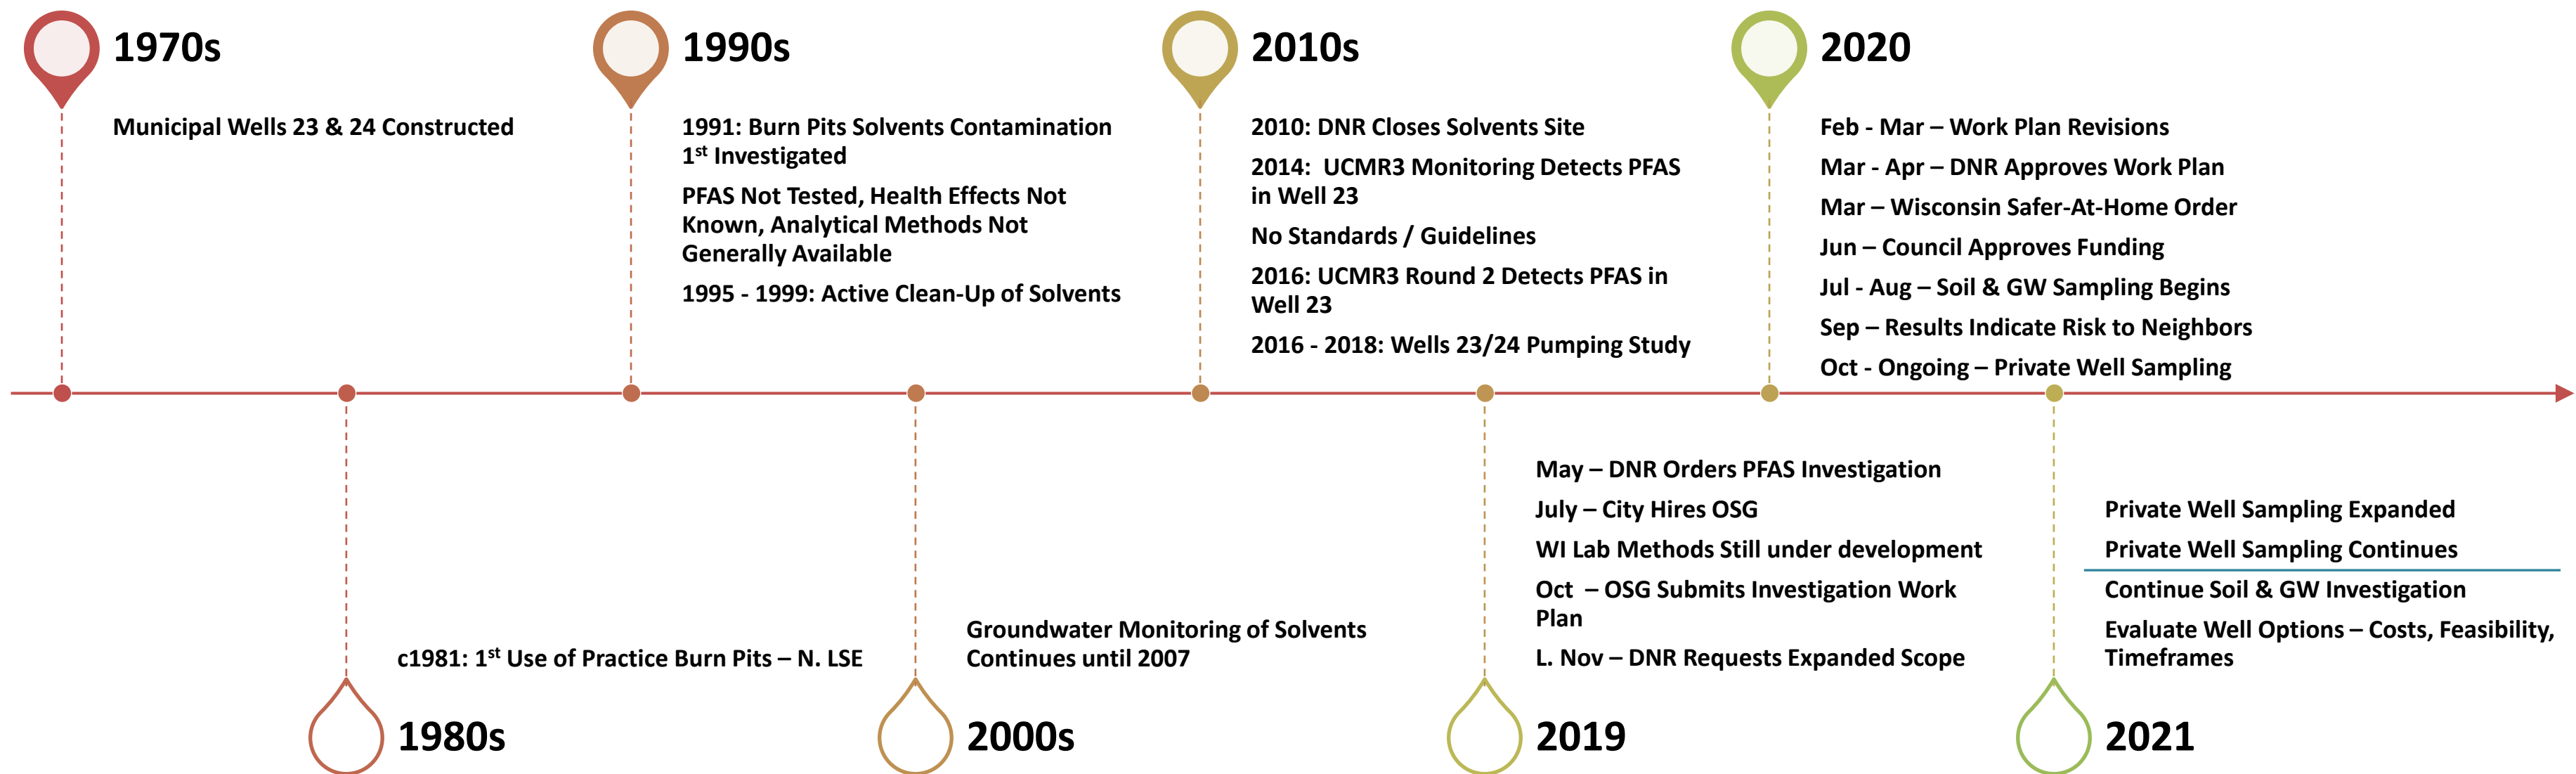 1970s
Municipal Wells 23 & 24 Constructed
c1981: 1st Use of Practice Burn Pits – N. LSE
1980s
1990s
1991: Burn Pits Solvents Contamination
1st Investigated
PFAS Not Tested, Health Effects Not
Known, Analytical Methods Not
Generally Available
1995 - 1999: Active Clean-Up of Solvents
Groundwater Monitoring of Solvents
Continues until 2007
2000s
2010s
2010: DNR Closes Solvents Site
2014: UCMR3 Monitoring Detects PFAS
in Well 23
No Standards / Guidelines
2016: UCMR3 Round 2 Detects PFAS in
Well 23
2016 - 2018: Wells 23/24 Pumping Study
May – DNR Orders PFAS Investigation
July – City Hires OSG
WI Lab Methods Still under development
Oct – OSG Submits Investigation Work
Plan
L. Nov – DNR Requests Expanded Scope
2019
2020
Feb - Mar – Work Plan Revisions
Mar - Apr – DNR Approves Work Plan
Mar – Wisconsin Safer-At-Home Order
Jun – Council Approves Funding
Jul - Aug – Soil & GW Sampling Begins
Sep – Results Indicate Risk to Neighbors
Oct - Ongoing – Private Well Sampling
Private Well Sampling Expanded
Private Well Sampling Continues
Continue Soil & GW Investigation
Evaluate Well Options – Costs, Feasibility,
Timeframes
2021